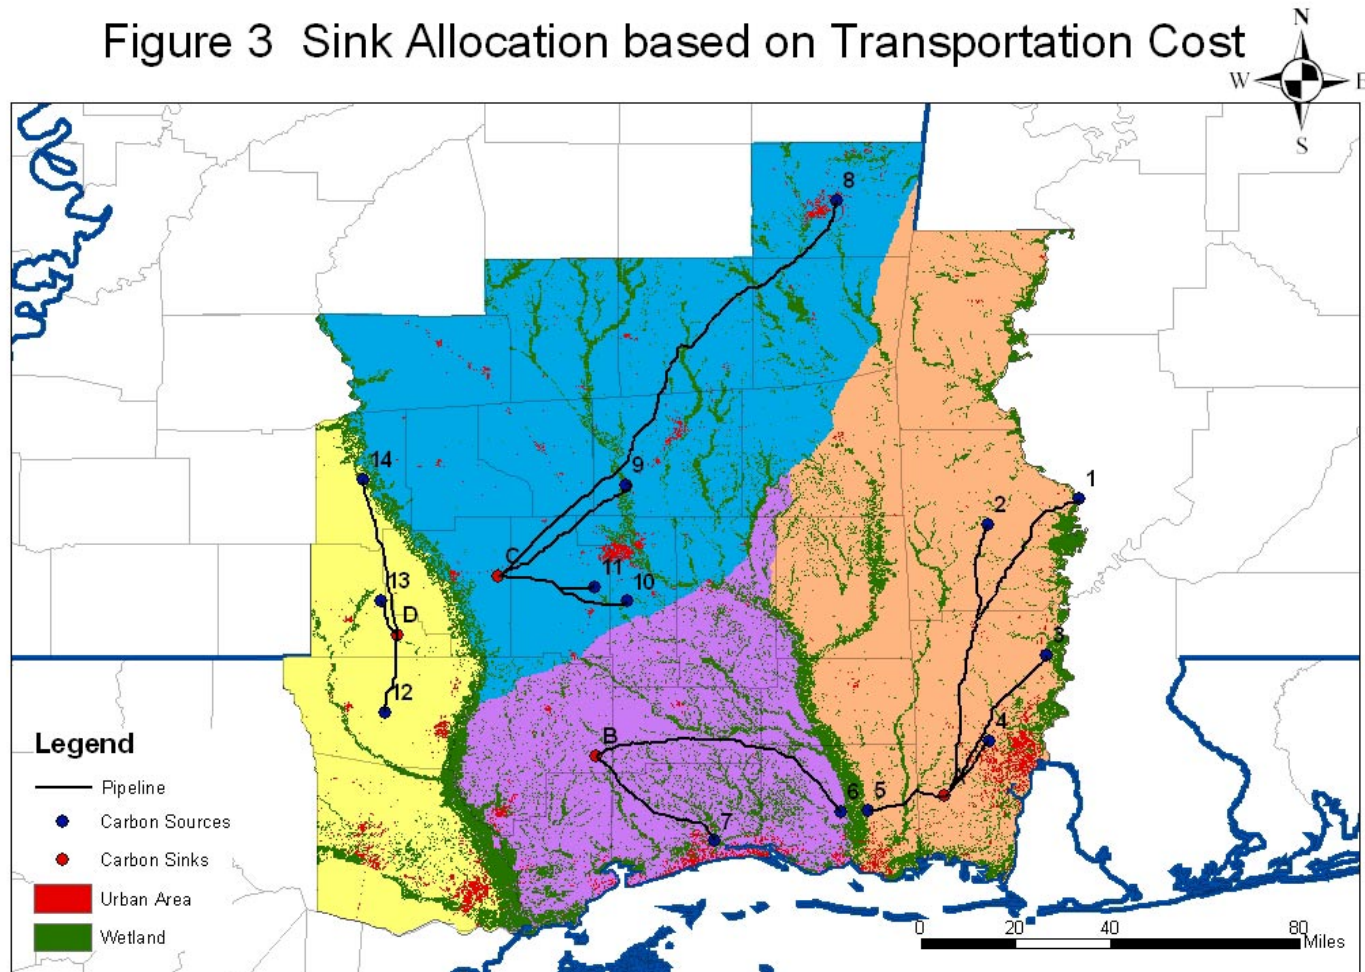 Figure 3  Sink Allocation based on Transportation Cost
N
W
E
S
8
14
9
1
2
C
11
10
13
D
3
12
4
B
6
5
7
Legend
Pipeline
Carbon Sources
Carbon Sinks
Urban Area
Wetland
0 20 40 80
Miles